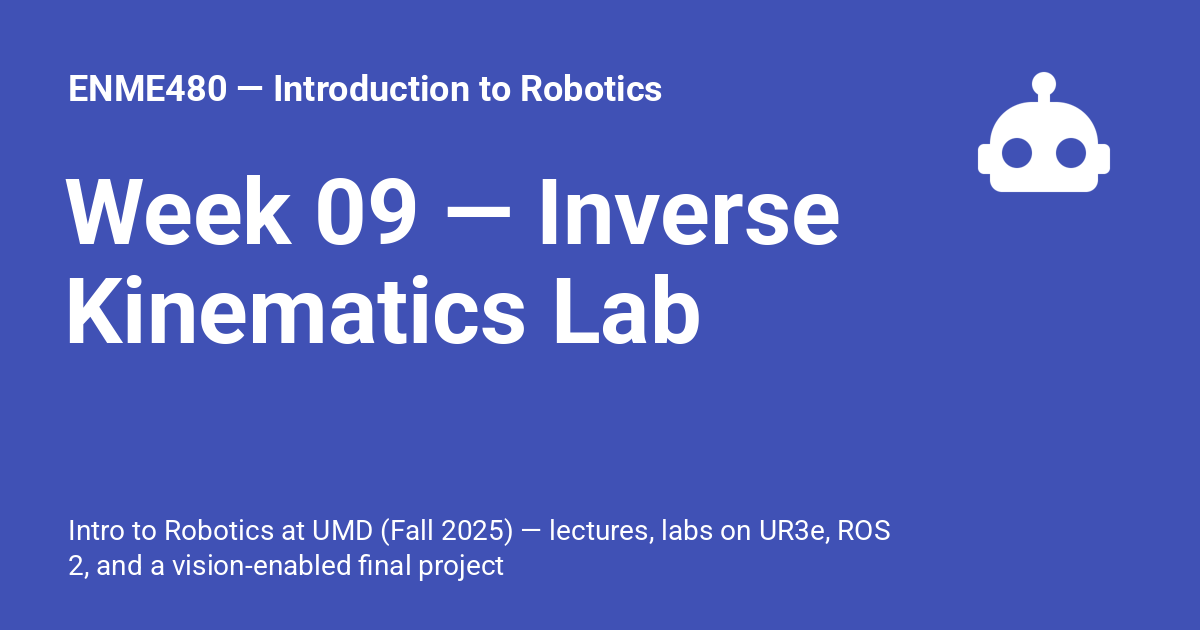 ENME480 — Introduction to Robotics
Week 09 — Inverse
Kinematics Lab
Intro to Robotics at UMD (Fall 2025) — lectures, labs on UR3e, ROS
2, and a vision-enabled final project